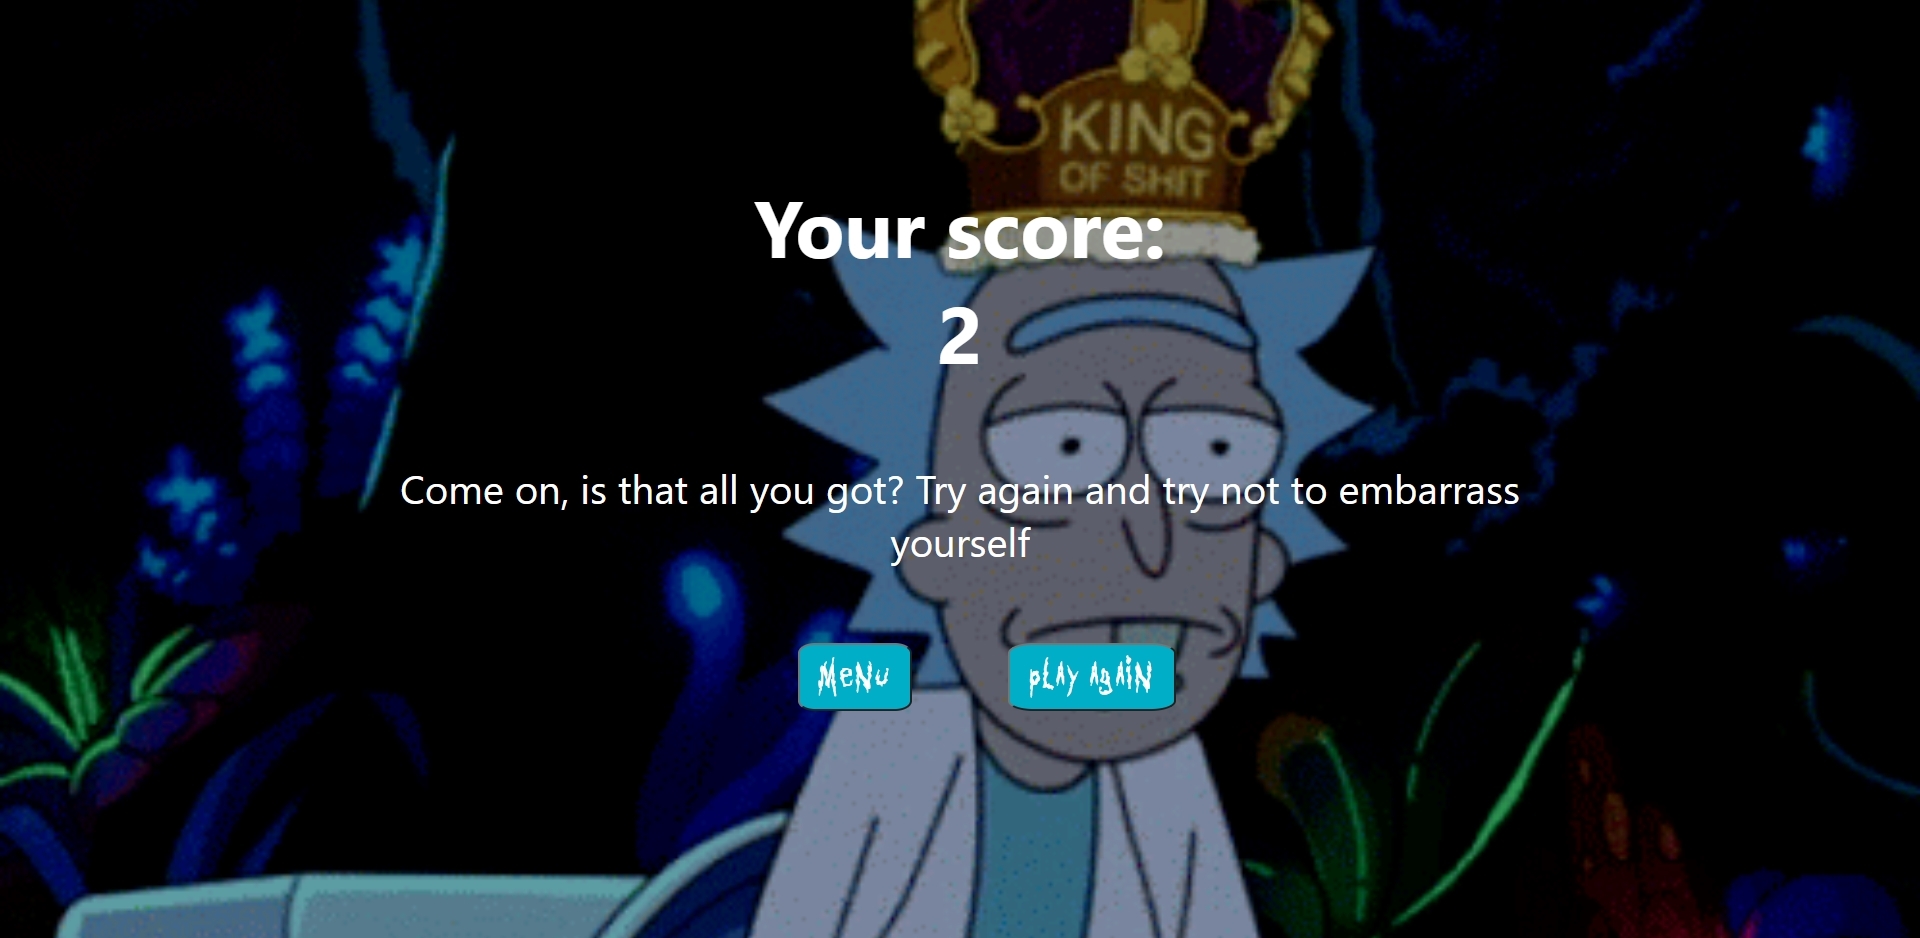 KING
OF SHIT
Your score:
2
Come on, is that all you got? Try again and try not to embarrass
yourself
MeNu
pLAy AgAiN